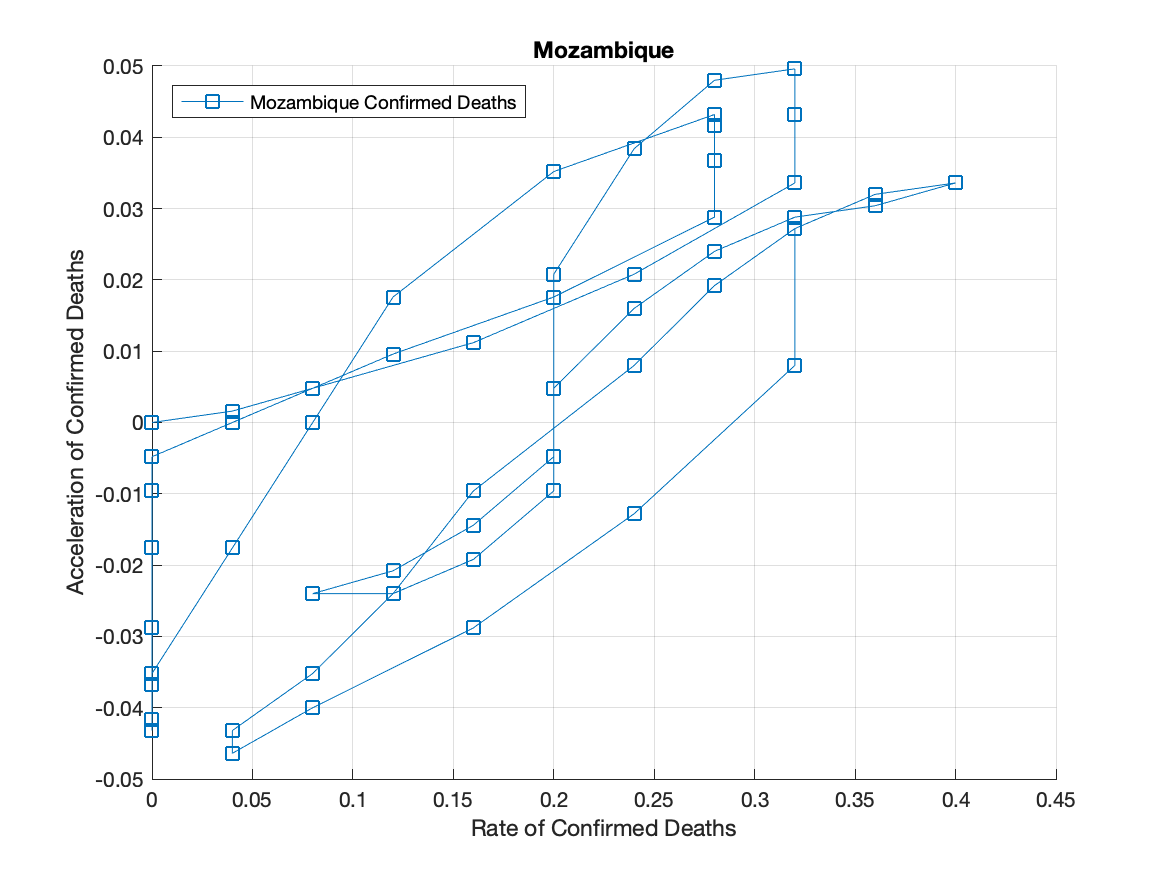 Mozambique
Mozambique Confirmed Deaths
Acceleration of Confirmed Deaths
0.05
0.04
0.03
0.02
0.01
0
-0.01
-0.02
-0.03
-0.04
-0.05
0 0.05 0.1 0.15 0.2 0.25 0.3 0.35 0.4 0.45
Rate of Confirmed Deaths